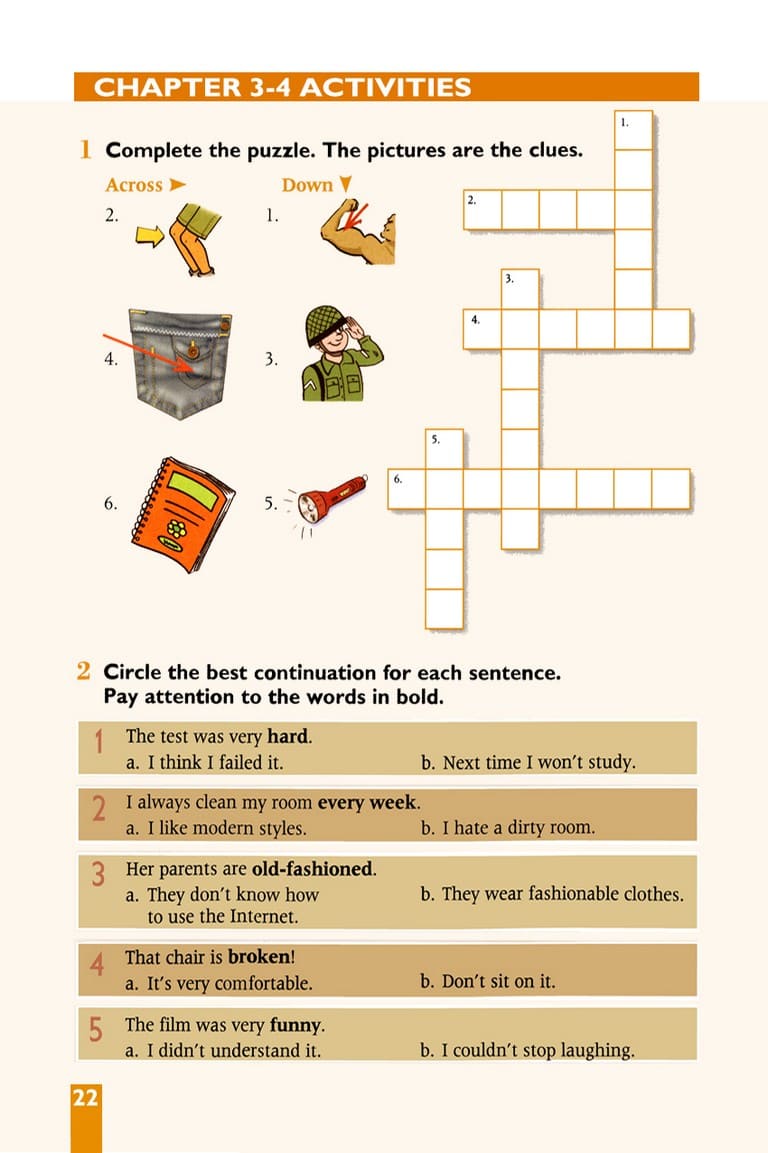 CHAPTER 3-4 ACTIVITIES
1 Complete the puzzle. The pictures are the clues.
Across Down
2. 1.
4. 3.
6. 5.
1.
2.
3.
4.
5.
6.
2 Circle the best continuation for each sentence.
Pay attention to the words in bold.
1 The test was very hard.
a. I think I failed it. b. Next time I won't study.
2 I always clean my room every week.
a. I like modern styles. b. I hate a dirty room.
3 Her parents are old-fashioned.
a. They don't know how b. They wear fashionable clothes.
to use the Internet.
4 That chair is broken!
a. It's very comfortable. b. Don't sit on it.
5 The film was very funny.
a. I didn't understand it. b. I couldn't stop laughing.
22